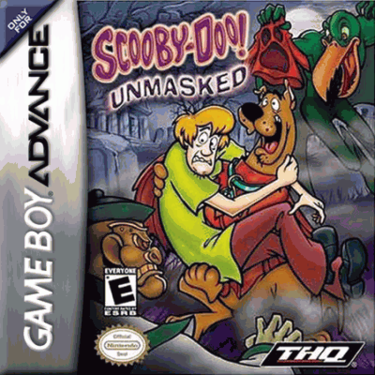 ONLY
FOR
GAME BOY ADVANCE
SCOOBY-DOO!
UNMASKED
EVERYONE
E
ESRB
Official
Nintendo
Seal
THQ